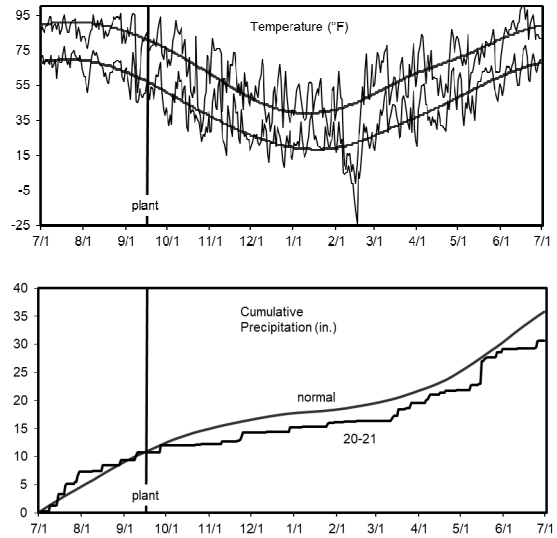 95
75
55
35
15
-5
-25
Temperature (°F)
plant
7/1 8/1 9/1 10/1 11/1 12/1 1/1 2/1 3/1 4/1 5/1 6/1 7/1
40
35
30
25
20
15
10
5
0
Cumulative
Precipitation (in.)
normal
20-21
plant
7/1 8/1 9/1 10/1 11/1 12/1 1/1 2/1 3/1 4/1 5/1 6/1 7/1